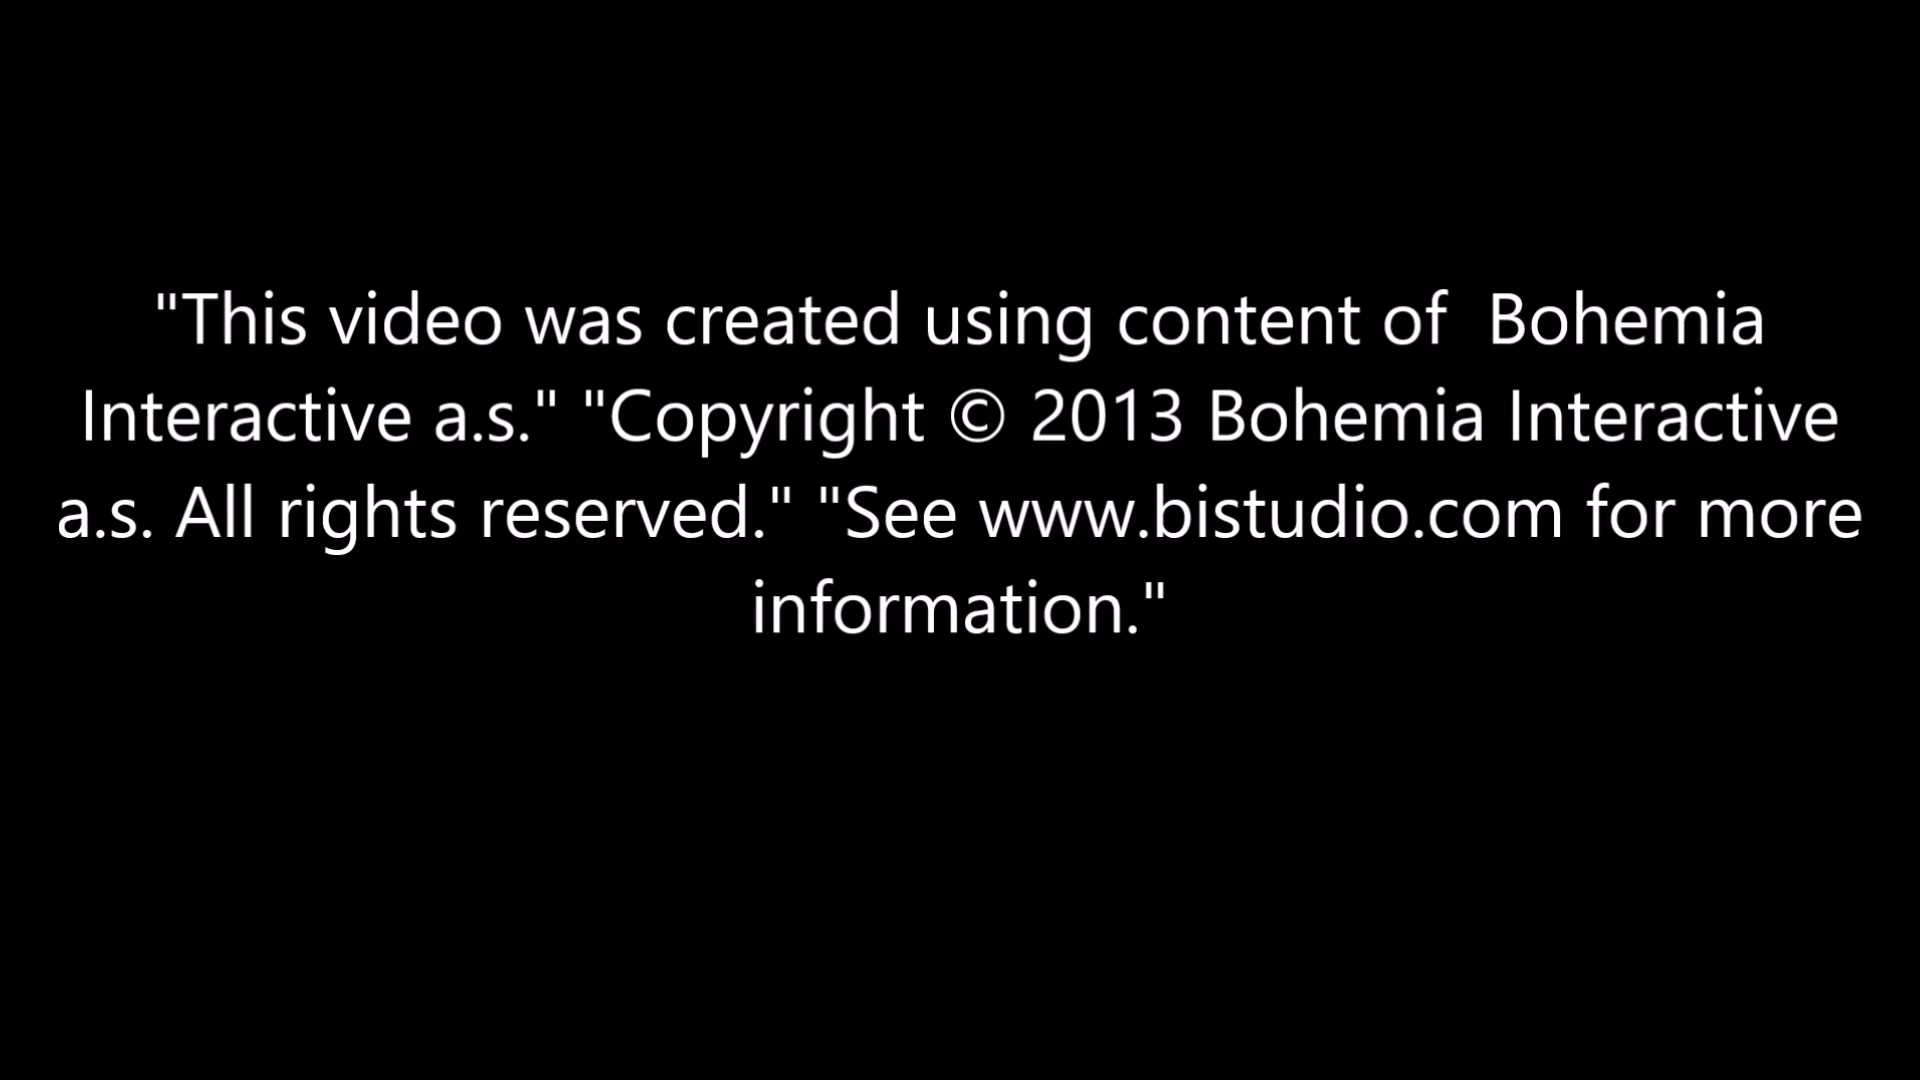 "This video was created using content of  Bohemia
Interactive a.s." "Copyright © 2013 Bohemia Interactive
a.s. All rights reserved." "See www.bistudio.com for more
information."